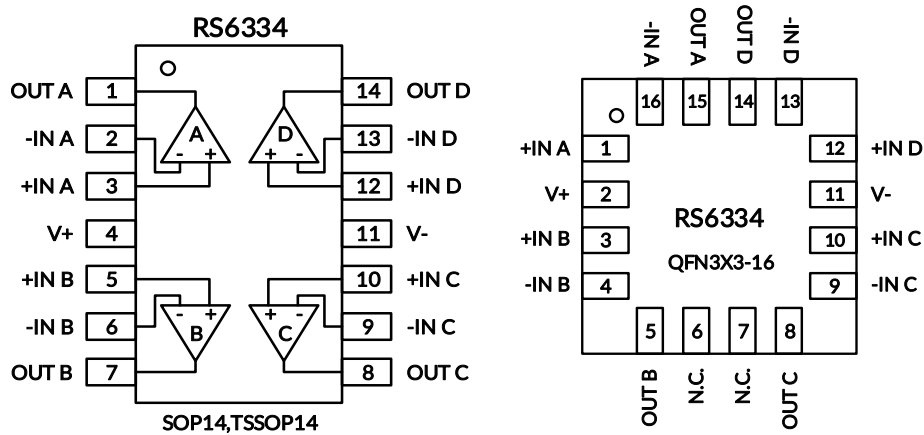 RS6334
OUT A 1 14 OUT D
-IN A 2 A D 13 -IN D
- + + -
+IN A 3 12 +IN D
V+ 4 11 V-
+IN B 5 10 +IN C
- + + -
-IN B 6 B C 9 -IN C
OUT B 7 8 OUT C
SOP14,TSSOP14
-IN A
OUT A
OUT D
-IN D
16 15 14 13
+IN A 1 12 +IN D
V+ 2 11 V-
RS6334
+IN B 3 10 +IN C
QFN3X3-16
-IN B 4 9 -IN C
5 6 7 8
OUT B
N.C.
N.C.
OUT C